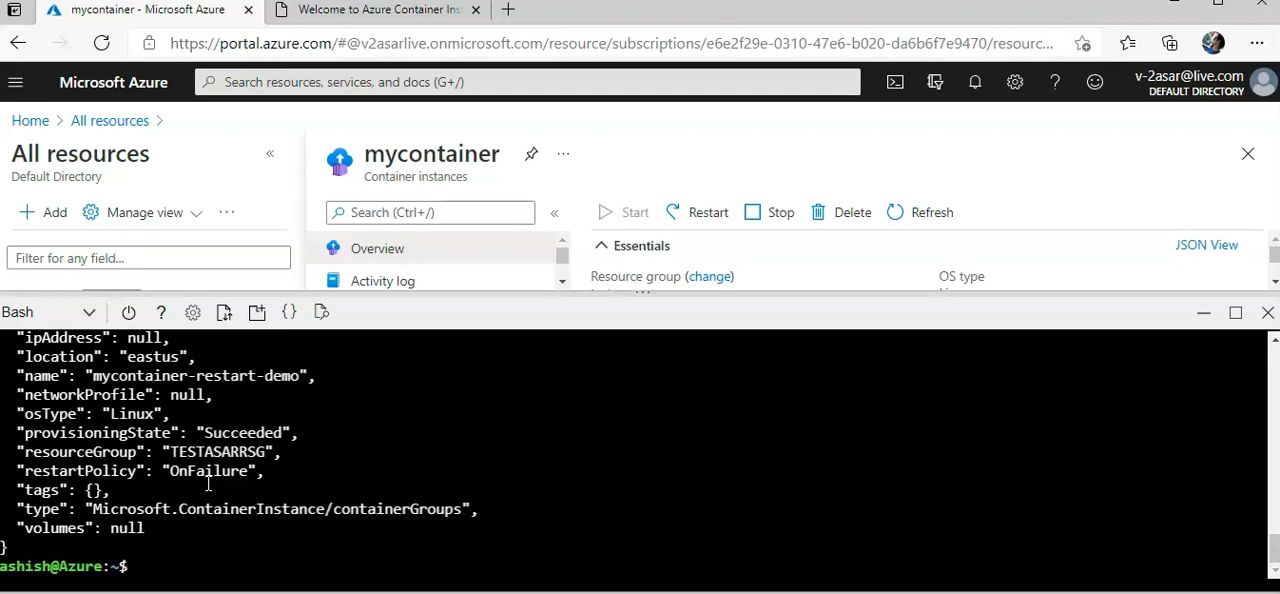 mycontainer - Microsoft Azure
Welcome to Azure Container Ins
https://portal.azure.com/#@v2asarlive.onmicrosoft.com/resource/subscriptions/e6e2f29e-0310-47e6-b020-da6b6f7e9470/resourc...
Microsoft Azure
Search resources, services, and docs (G+/)
v-2asar@live.com
DEFAULT DIRECTORY
Home > All resources >
All resources
Default Directory
Add
Manage view
Filter for any field...
mycontainer
Container instances
Search (Ctrl+/)
Overview
Activity log
Start
Restart
Stop
Delete
Refresh
Essentials
JSON View
Resource group (change)
OS type
Bash
"ipAddress": null,
"location": "eastus",
"name": "mycontainer-restart-demo",
"networkProfile": null,
"osType": "Linux",
"provisioningState": "Succeeded",
"resourceGroup": "TESTASARRSG",
"restartPolicy": "OnFailure",
"tags": {},
"type": "Microsoft.ContainerInstance/containerGroups",
"volumes": null
}
ashish@Azure:~$